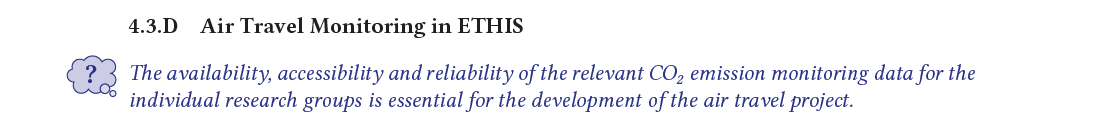 4.3.D Air Travel Monitoring in ETHIS
? The availability, accessibility and reliability of the relevant CO₂ emission monitoring data for the
individual research groups is essential for the development of the air travel project.